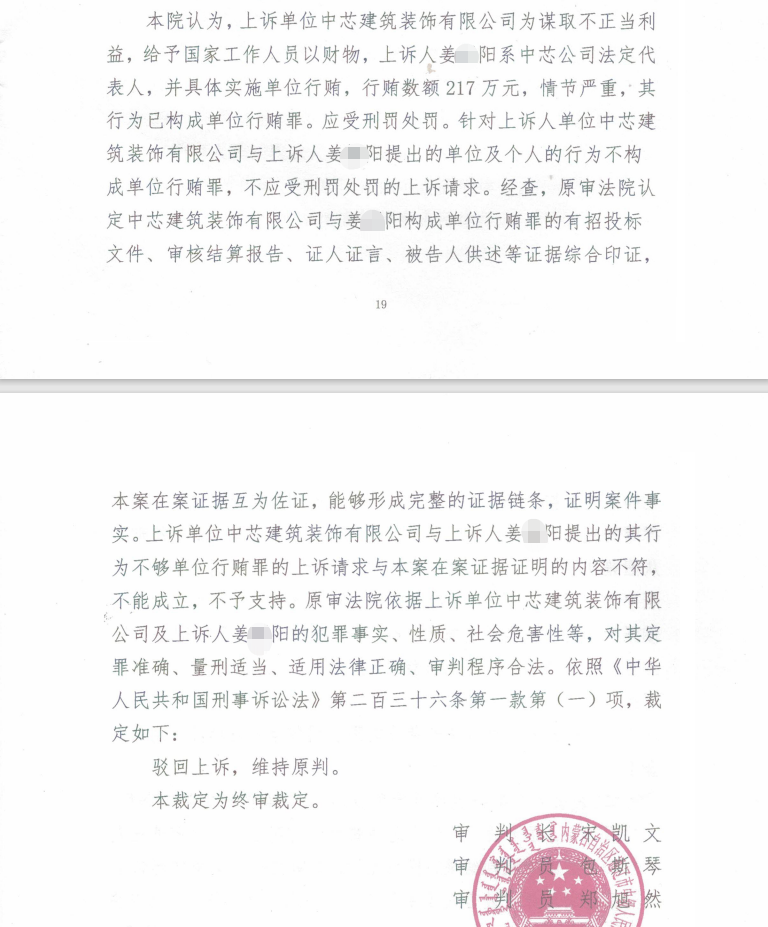 本院认为，上诉单位中芯建筑装饰有限公司为谋取不正当利
益，给予国家工作人员以财物，上诉人姜 阳系中芯公司法定代
表人，并具体实施单位行贿，行贿数额 217 万元，情节严重，其
行为已构成单位行贿罪。应受刑罚处罚。针对上诉人单位中芯建
筑装饰有限公司与上诉人姜 阳提出的单位及个人的行为不构
成单位行贿罪，不应受刑罚处罚的上诉请求。经查，原审法院认
定中芯建筑装饰有限公司与姜 阳构成单位行贿罪的有招投标
文件、审核结算报告、证人证言、被告人供述等证据综合印证，
19
本案在案证据互为佐证，能够形成完整的证据链条，证明案件事
实。上诉单位中芯建筑装饰有限公司与上诉人姜 阳提出的其行
为不够单位行贿罪的上诉请求与本案在案证据证明的内容不符，
不能成立，不予支持。原审法院依据上诉单位中芯建筑装饰有限
公司及上诉人姜 阳的犯罪事实、性质、社会危害性等，对其定
罪准确、量刑适当、适用法律正确、审判程序合法。依照《中华
人民共和国刑事诉讼法》第二百三十六条第一款第（一）项，裁
定如下：
驳回上诉，维持原判。
本裁定为终审裁定。
审 判 长 宋 凯 文
审 判 员 包 斯 琴
审 判 员 郑 旭 然